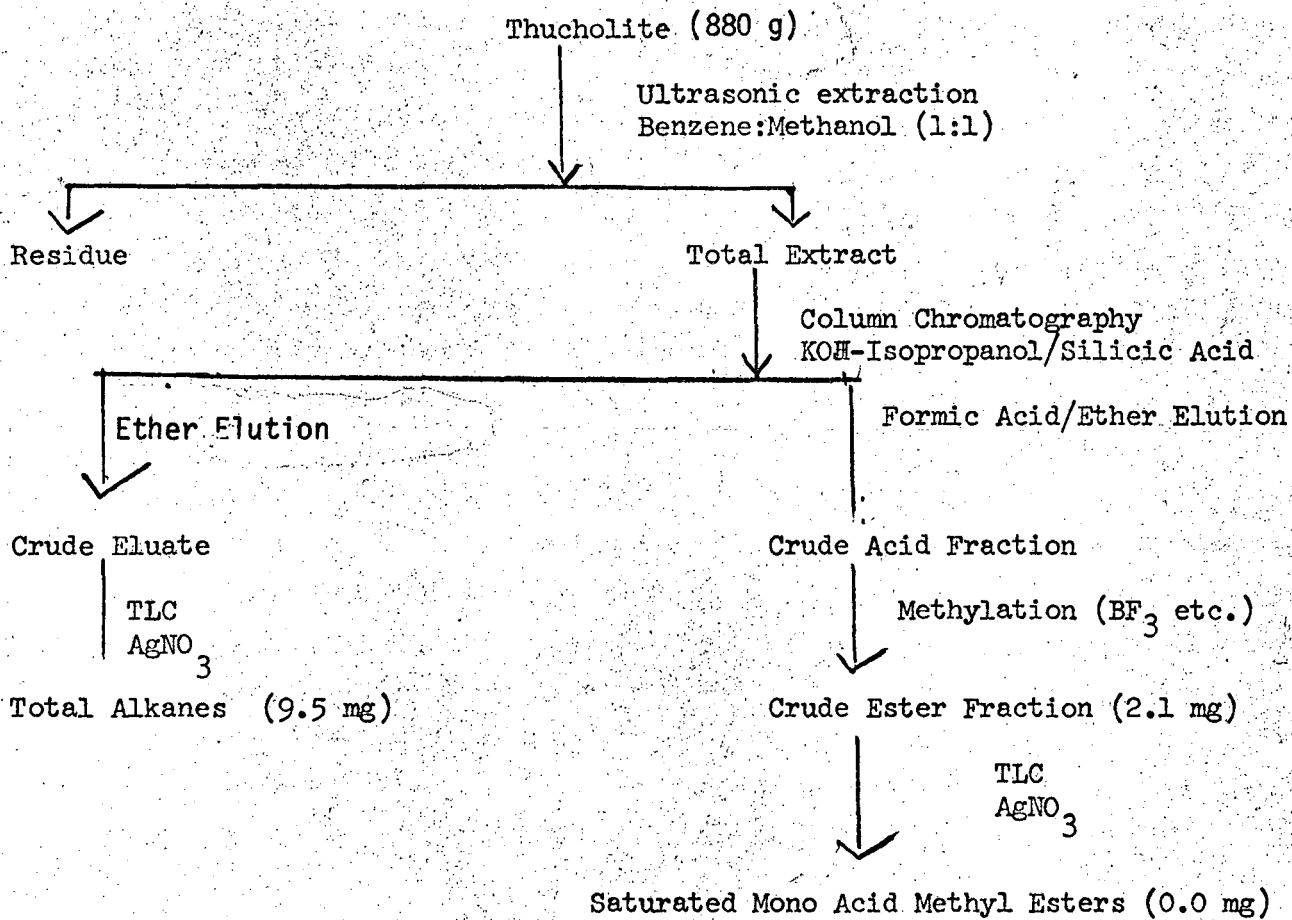 Thucholite (880 g)
Ultrasonic extraction
Benzene:Methanol (1:1)
Residue
Total Extract
Column Chromatography
KOH-Isopropanol/Silicic Acid
Ether Elution
Formic Acid/Ether Elution
Crude Eluate
Crude Acid Fraction
TLC
AgNO3
Methylation (BF3 etc.)
Total Alkanes (9.5 mg)
Crude Ester Fraction (2.1 mg)
TLC
AgNO3
Saturated Mono Acid Methyl Esters (0.0 mg)